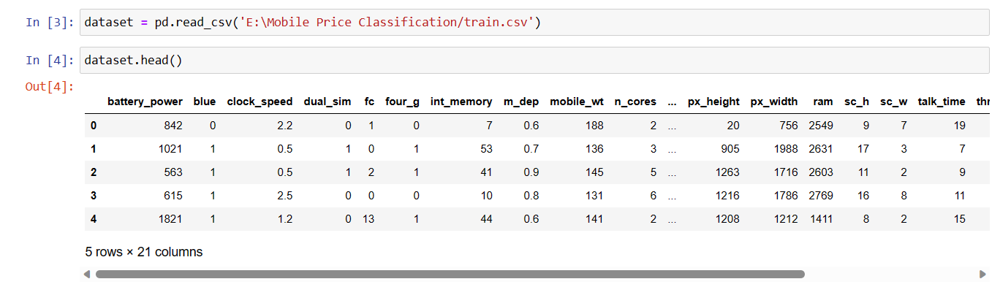 In [3]: dataset = pd.read_csv('E:\Mobile Price Classification/train.csv')
In [4]: dataset.head()
Out[4]:
battery_power blue clock_speed dual_sim fc four_g int_memory m_dep mobile_wt n_cores ... px_height px_width ram sc_h sc_w talk_time thr
0 842 0 2.2 0 1 0 7 0.6 188 2 ... 20 756 2549 9 7 19
1 1021 1 0.5 1 0 1 53 0.7 136 3 ... 905 1988 2631 17 3 7
2 563 1 0.5 1 2 1 41 0.9 145 5 ... 1263 1716 2603 11 2 9
3 615 1 2.5 0 0 0 10 0.8 131 6 ... 1216 1786 2769 16 8 11
4 1821 1 1.2 0 13 1 44 0.6 141 2 ... 1208 1212 1411 8 2 15
5 rows × 21 columns